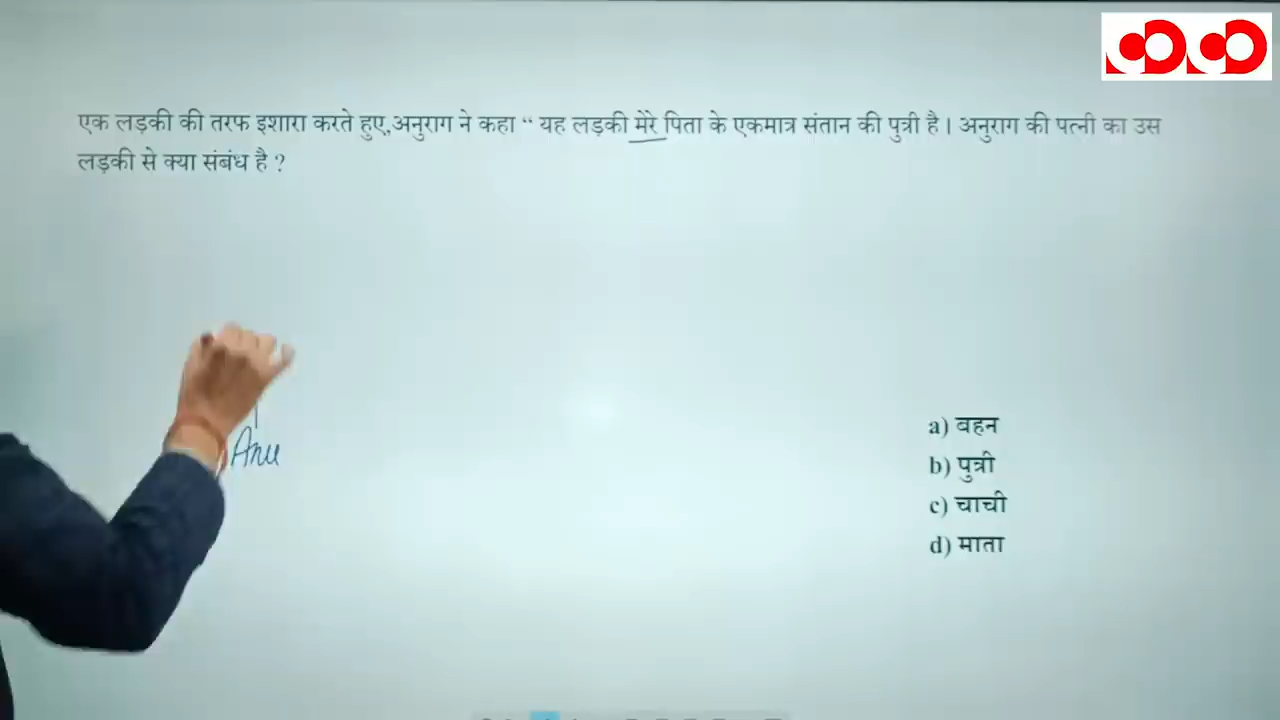 एक लड़की की तरफ इशारा करते हुए,अनुराग ने कहा “ यह लड़की मेरे पिता के एकमात्र संतान की पुत्री है । अनुराग की पत्नी का उस
लड़की से क्या संबंध है ?
Anu
a) बहन
b) पुत्री
c) चाची
d) माता